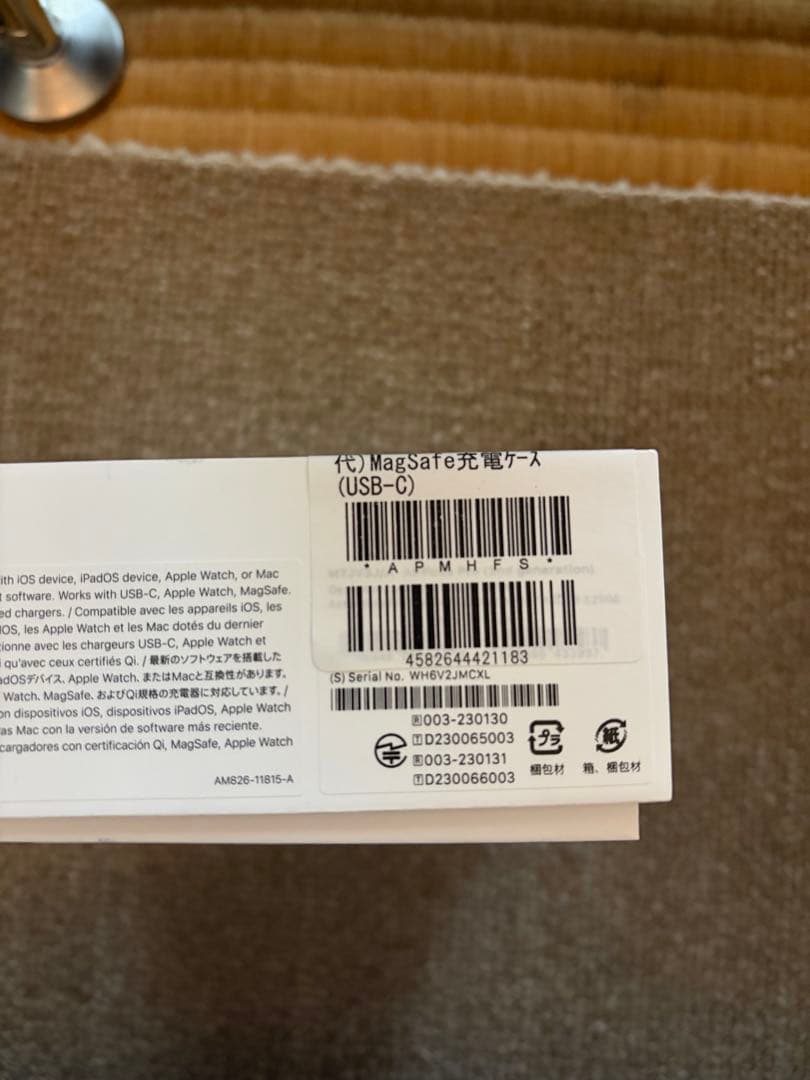 ith iOS device, iPadOS device, Apple Watch, or Mac
t software. Works with USB-C, Apple Watch, MagSafe.
ed chargers. / Compatible avec les appareils iOS, les
OS, les Apple Watch et les Mac dotés du dernier
tionne avec les chargeurs USB-C, Apple Watch et
i qu'avec ceux certifiés Qi. / 最新のソフトウェアを搭載した
adOSデバイス、Apple Watch、またはMacと互換性があります。
Watch、MagSafe、およびQi規格の充電器に対応しています。/
on dispositivos iOS, dispositivos iPadOS, Apple Watch
ras Mac con la versión de software más reciente.
cargadores con certificación Qi, MagSafe, Apple Watch
AM826-11815-A
代)MagSafe充電ケース
(USB-C)
*APMHFS*
4582644421183
(S) Serial No. WH6V2JMCXL
R 003-230130
T D230065003
R 003-231131
T D230066003
プラ
梱包材
紙
箱、梱包材